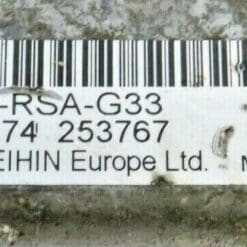 -RSA-G33
74 253767
EIHIN Europe Ltd.